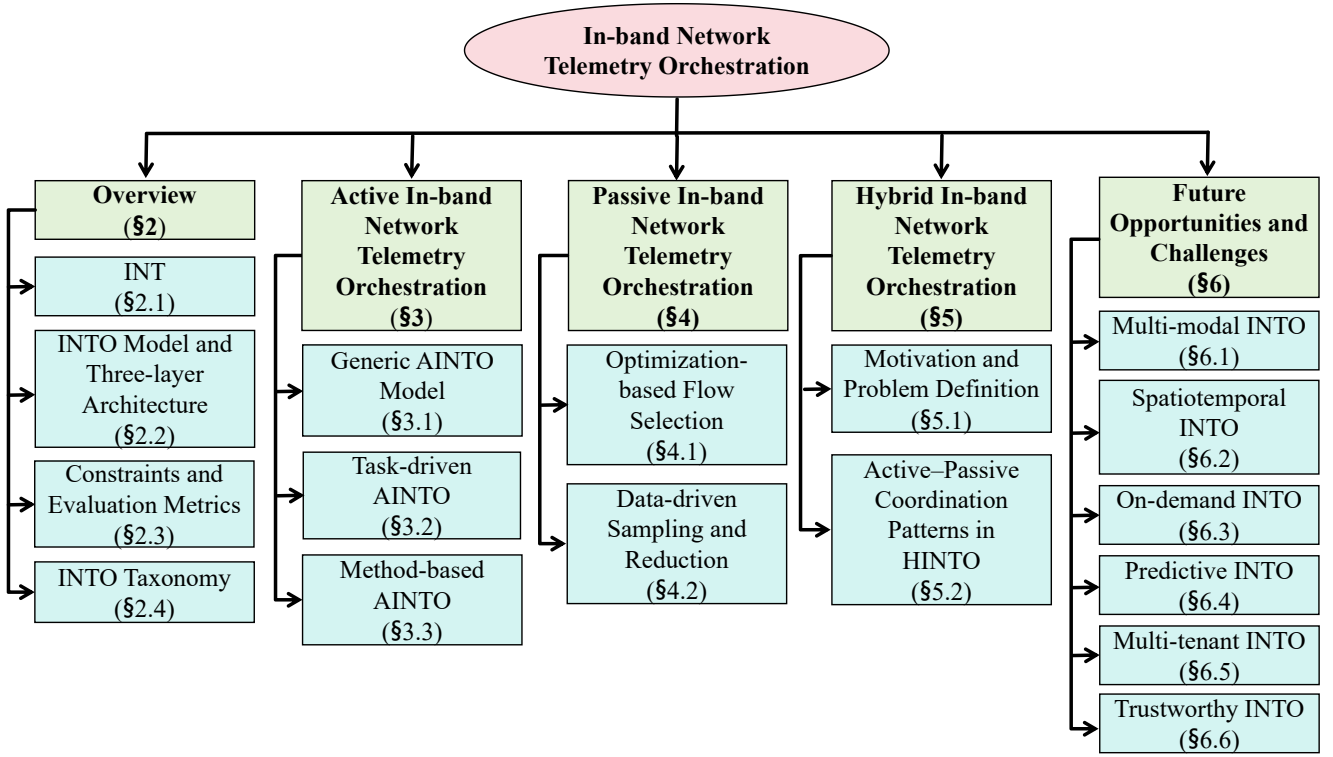 In-band Network
Telemetry Orchestration
Overview
(§2)
INT
(§2.1)
INTO Model and
Three-layer
Architecture
(§2.2)
Constraints and
Evaluation Metrics
(§2.3)
INTO Taxonomy
(§2.4)
Active In-band
Network
Telemetry
Orchestration
(§3)
Generic AINTO
Model
(§3.1)
Task-driven
AINTO
(§3.2)
Method-based
AINTO
(§3.3)
Passive In-band
Network
Telemetry
Orchestration
(§4)
Optimization-
based Flow
Selection
(§4.1)
Data-driven
Sampling and
Reduction
(§4.2)
Hybrid In-band
Network
Telemetry
Orchestration
(§5)
Motivation and
Problem Definition
(§5.1)
Active–Passive
Coordination
Patterns in
HINTO
(§5.2)
Future
Opportunities and
Challenges
(§6)
Multi-modal INTO
(§6.1)
Spatiotemporal
INTO
(§6.2)
On-demand INTO
(§6.3)
Predictive INTO
(§6.4)
Multi-tenant INTO
(§6.5)
Trustworthy INTO
(§6.6)